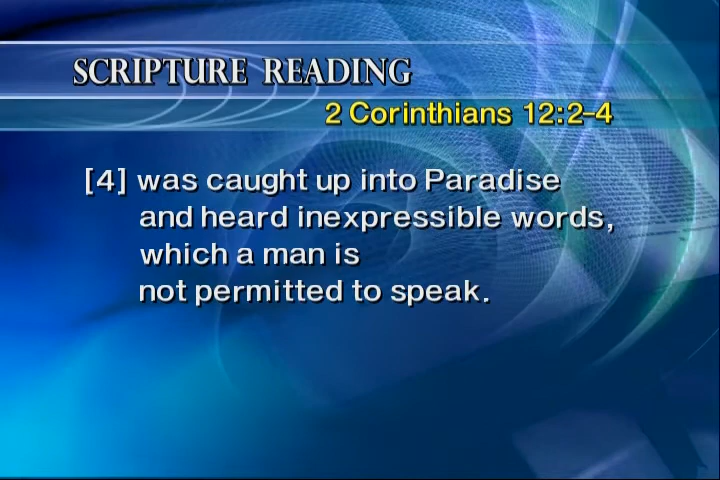 SCRIPTURE READING
2 Corinthians 12:2-4
[4] was caught up into Paradise
and heard inexpressible words,
which a man is
not permitted to speak.